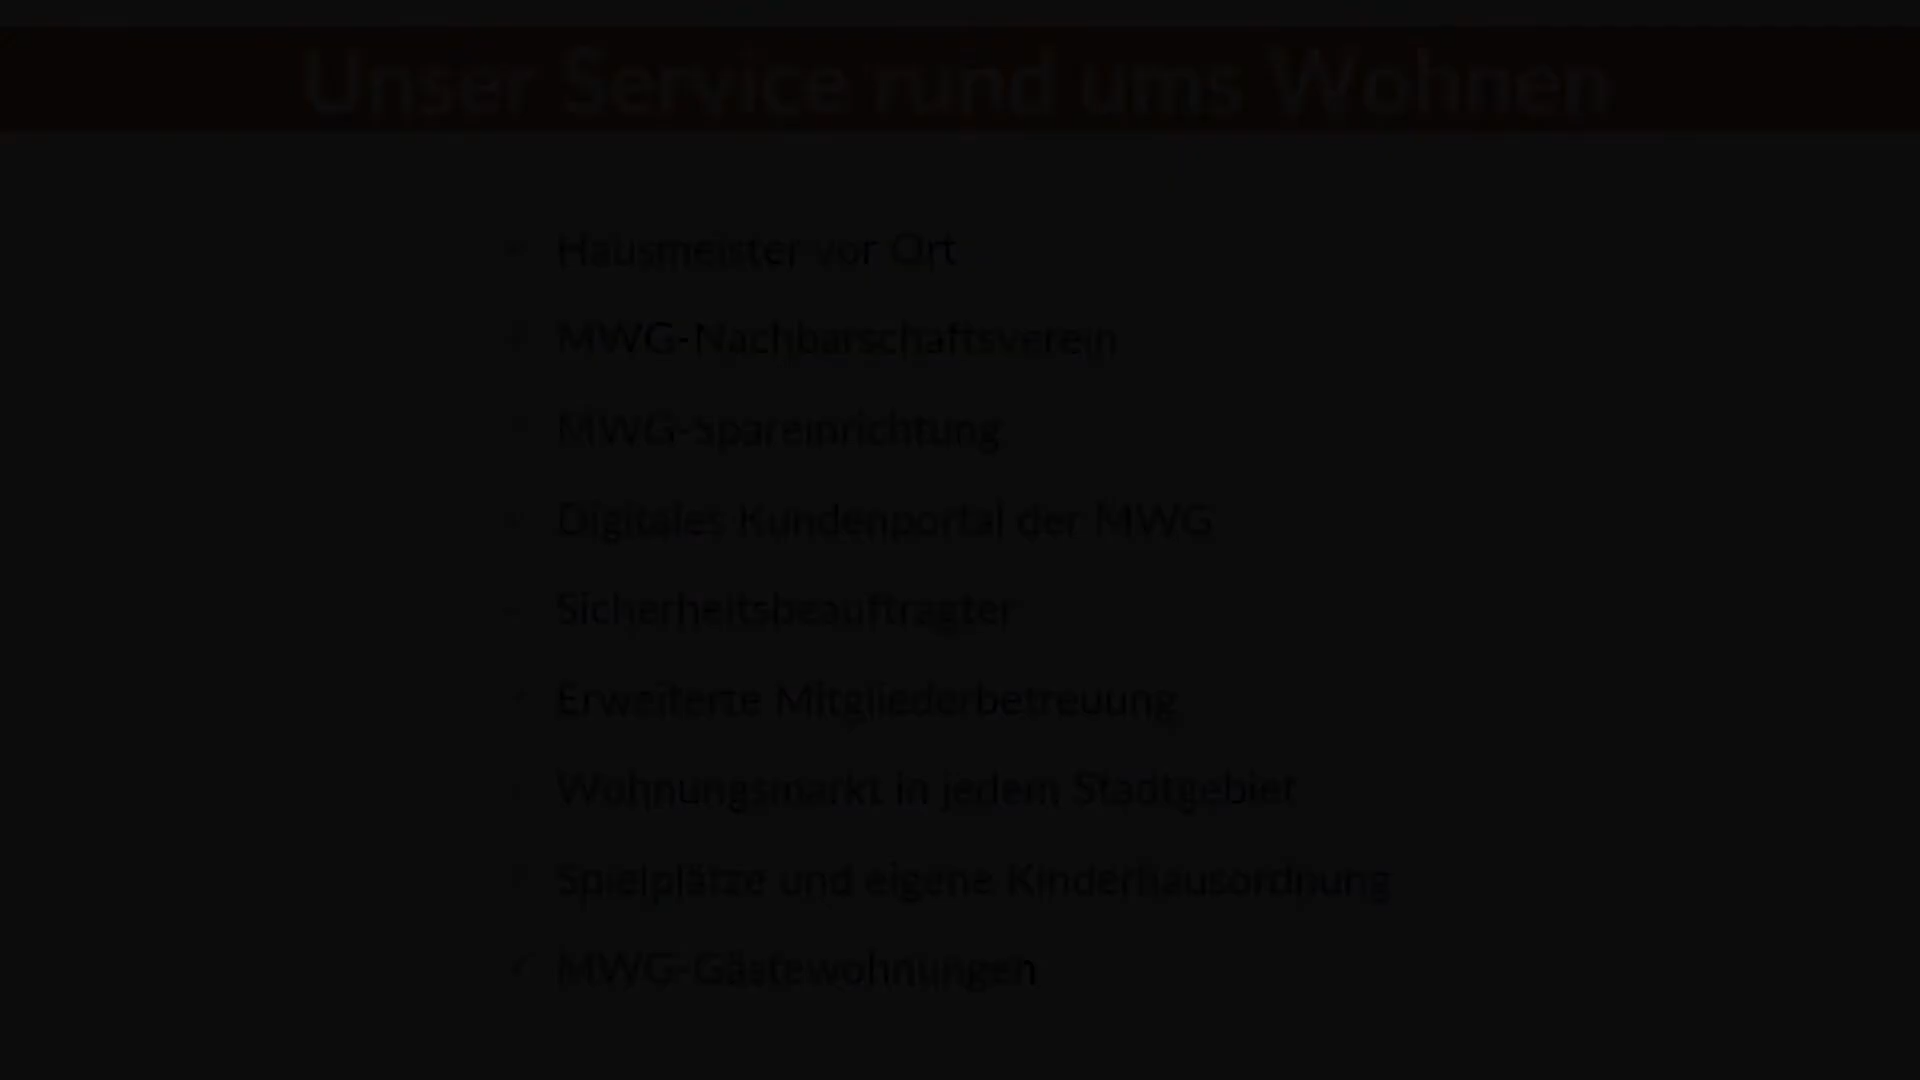 Unser Service rund ums Wohnen
Hausmeister vor Ort
MWG-Nachbarschaftsverein
MWG-Spareinrichtung
Digitales Kundenportal der MWG
Sicherheitsbeauftragter
Erweiterte Mitgliederbetreuung
Wohnungsmarkt in jedem Stadtgebiet
Spielplätze und eigene Kinderhausordnung
MWG-Gästewohnungen